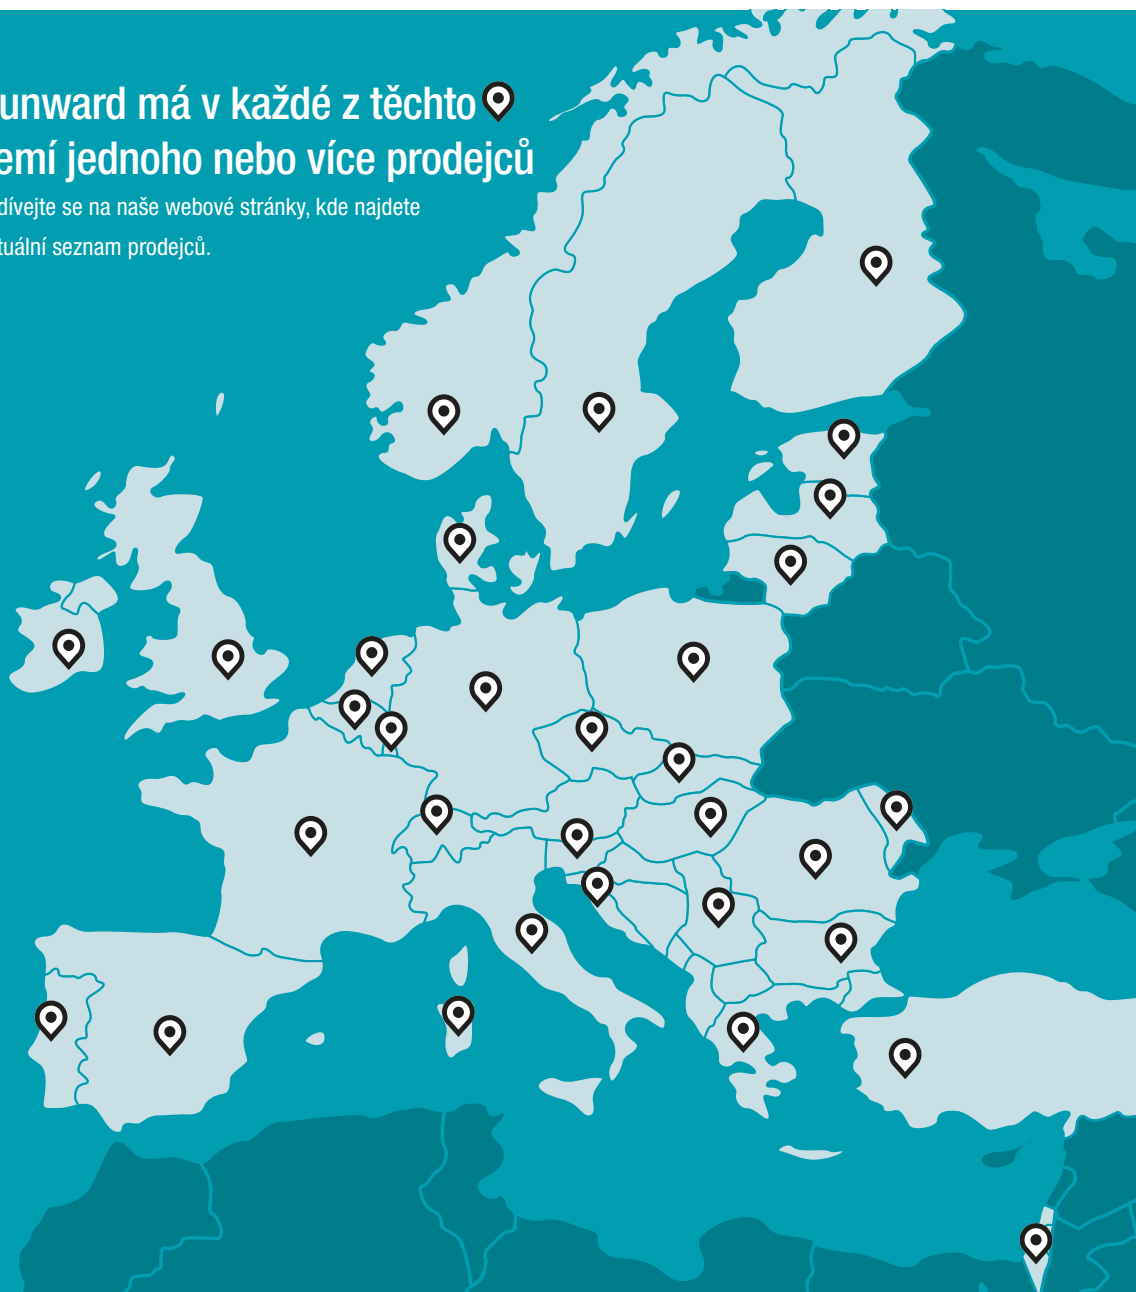 unward má v každé z těchto
emí jednoho nebo více prodejců
dívejte se na naše webové stránky, kde najdete
tuální seznam prodejců.